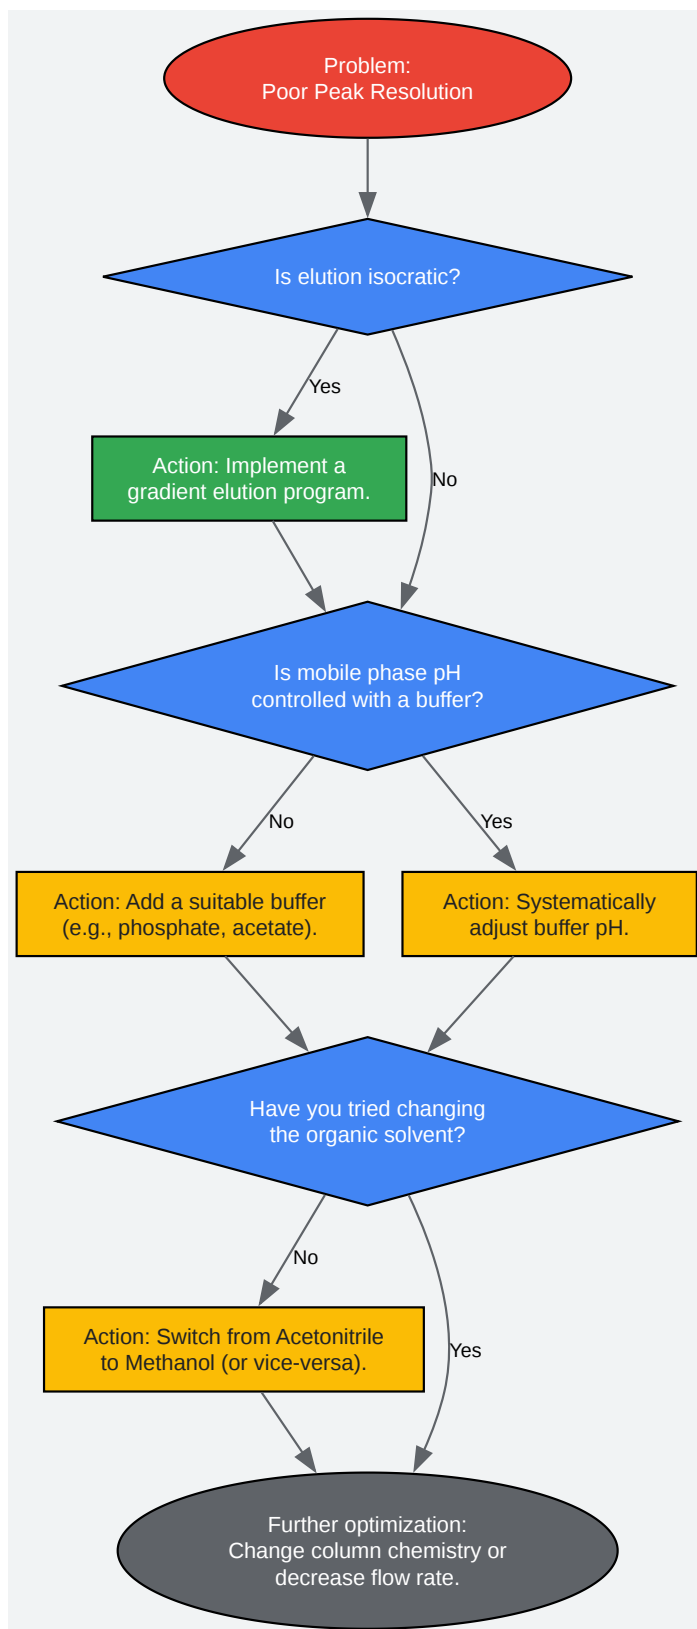 Problem:
Poor Peak Resolution
Is elution isocratic?
Yes
Action: Implement a
gradient elution program.
No
Is mobile phase pH
controlled with a buffer?
No
Yes
Action: Add a suitable buffer
(e.g., phosphate, acetate).
Action: Systematically
adjust buffer pH.
Have you tried changing
the organic solvent?
No
Action: Switch from Acetonitrile
to Methanol (or vice-versa).
Yes
Further optimization:
Change column chemistry or
decrease flow rate.